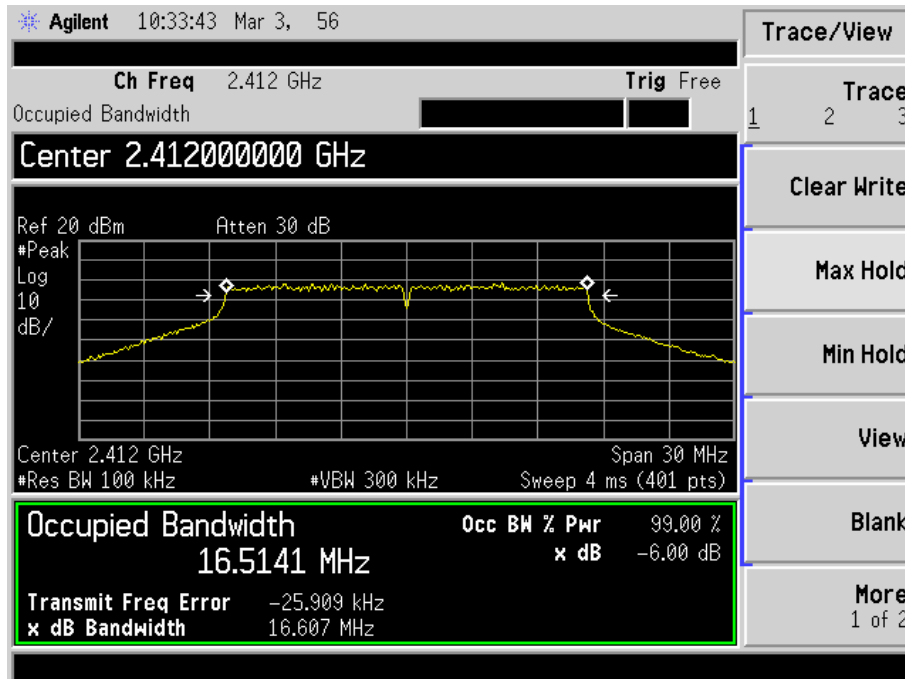 Agilent 10:33:43 Mar 3, 56
Trace/View
Ch Freq 2.412 GHz Trig Free
Occupied Bandwidth
Trace
1 2 3
Center 2.412000000 GHz
Clear Write
Ref 20 dBm Atten 30 dB
#Peak
Log
10
dB/
Max Hold
Min Hold
View
Center 2.412 GHz Span 30 MHz
#Res BW 100 kHz #VBW 300 kHz Sweep 4 ms (401 pts)
Occupied Bandwidth Occ BW % Pwr 99.00 %
16.5141 MHz x dB -6.00 dB
Blank
Transmit Freq Error -25.909 kHz
x dB Bandwidth 16.607 MHz
More
1 of 2